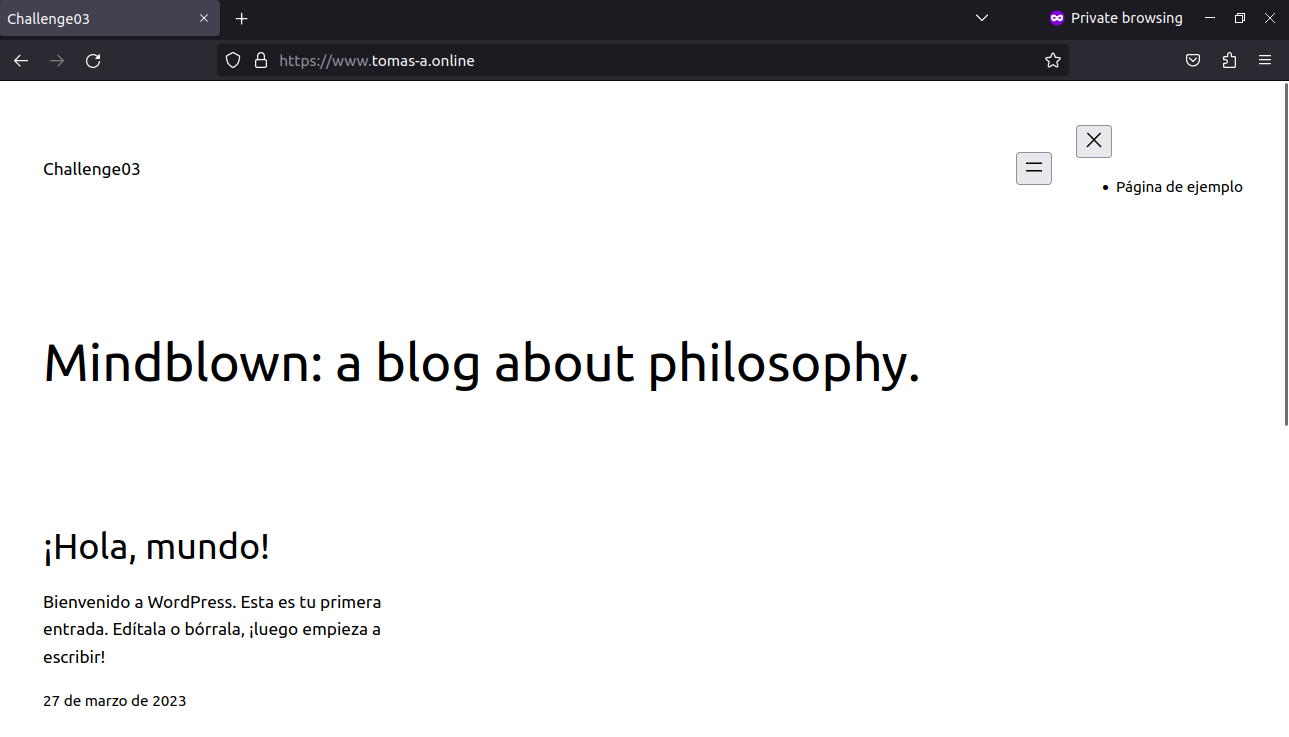 Challenge03
Private browsing
https://www.tomas-a.online
Challenge03
Página de ejemplo
Mindblown: a blog about philosophy.
¡Hola, mundo!
Bienvenido a WordPress. Esta es tu primera
entrada. Edítala o bórrala, ¡luego empieza a
escribir!
27 de marzo de 2023